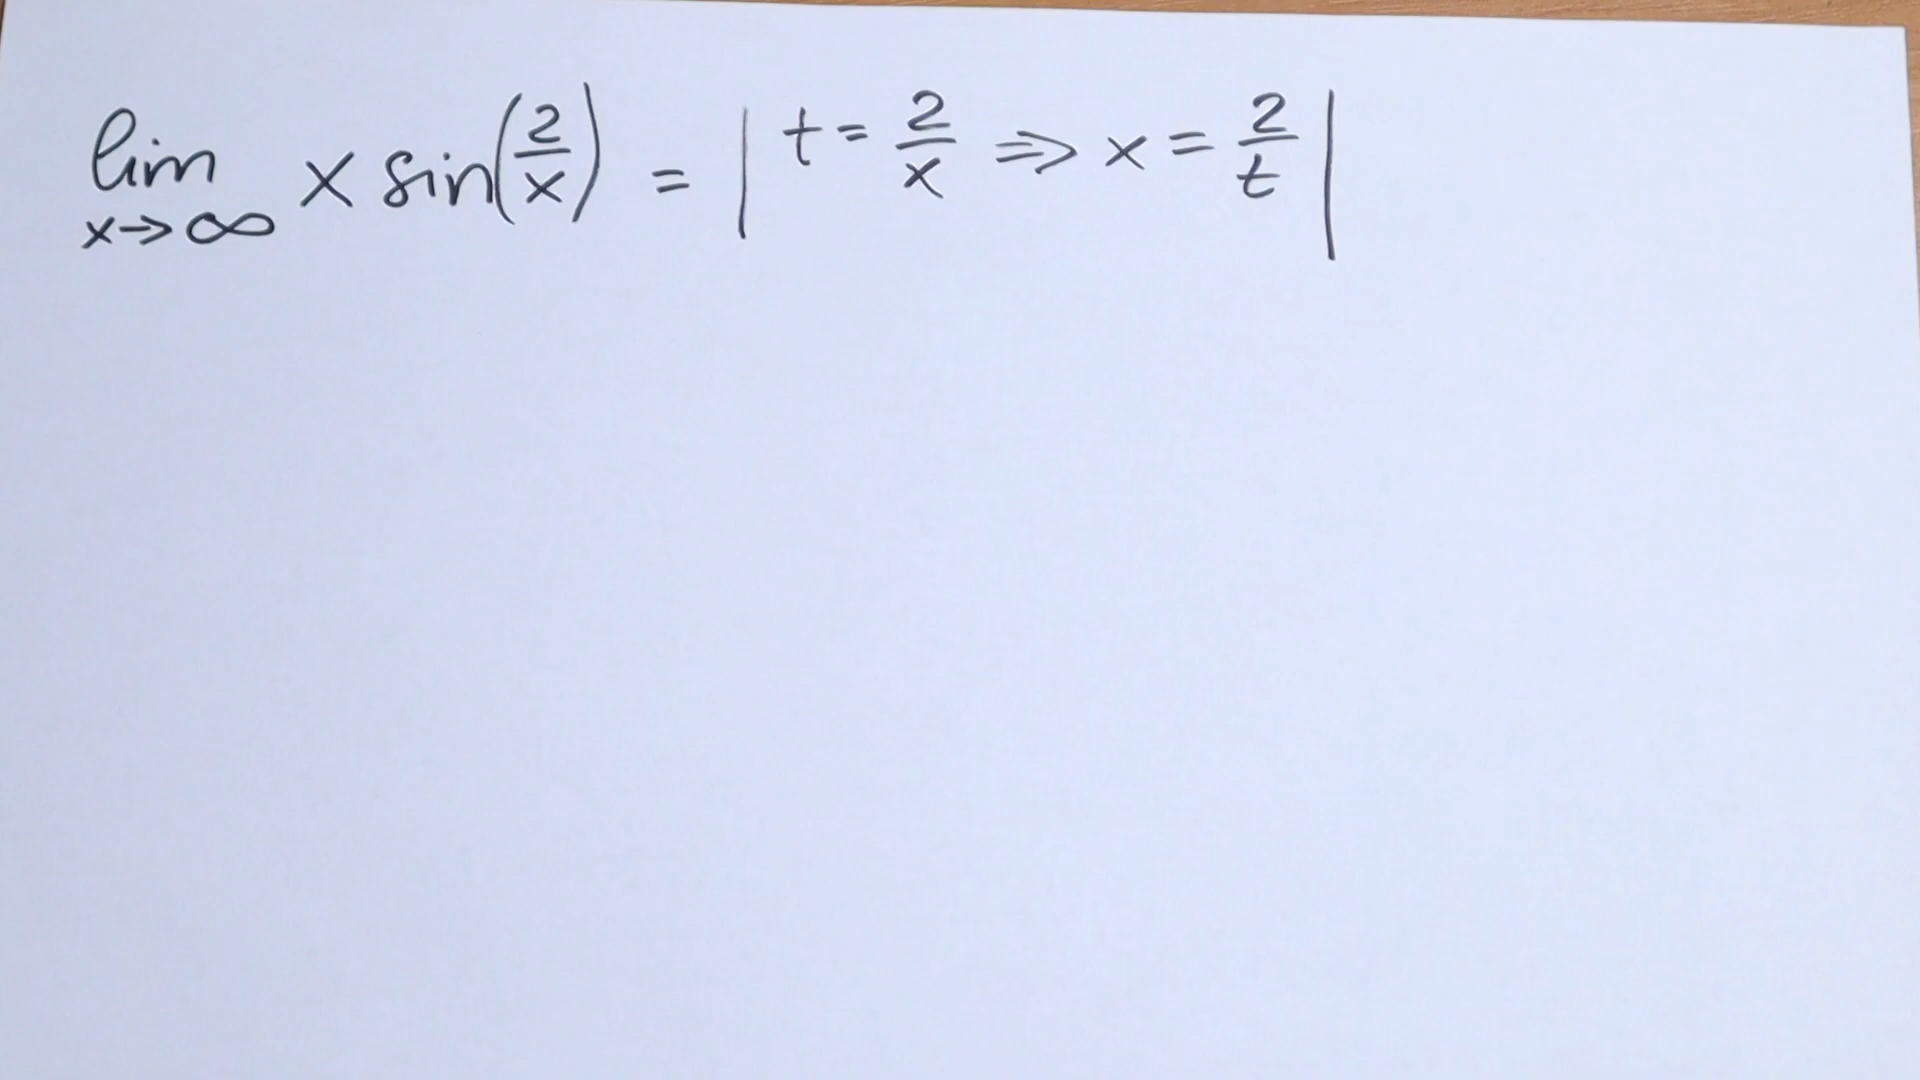 lim x→∞ x sin(2/x) = | t = 2/x ⇒ x = 2/t |